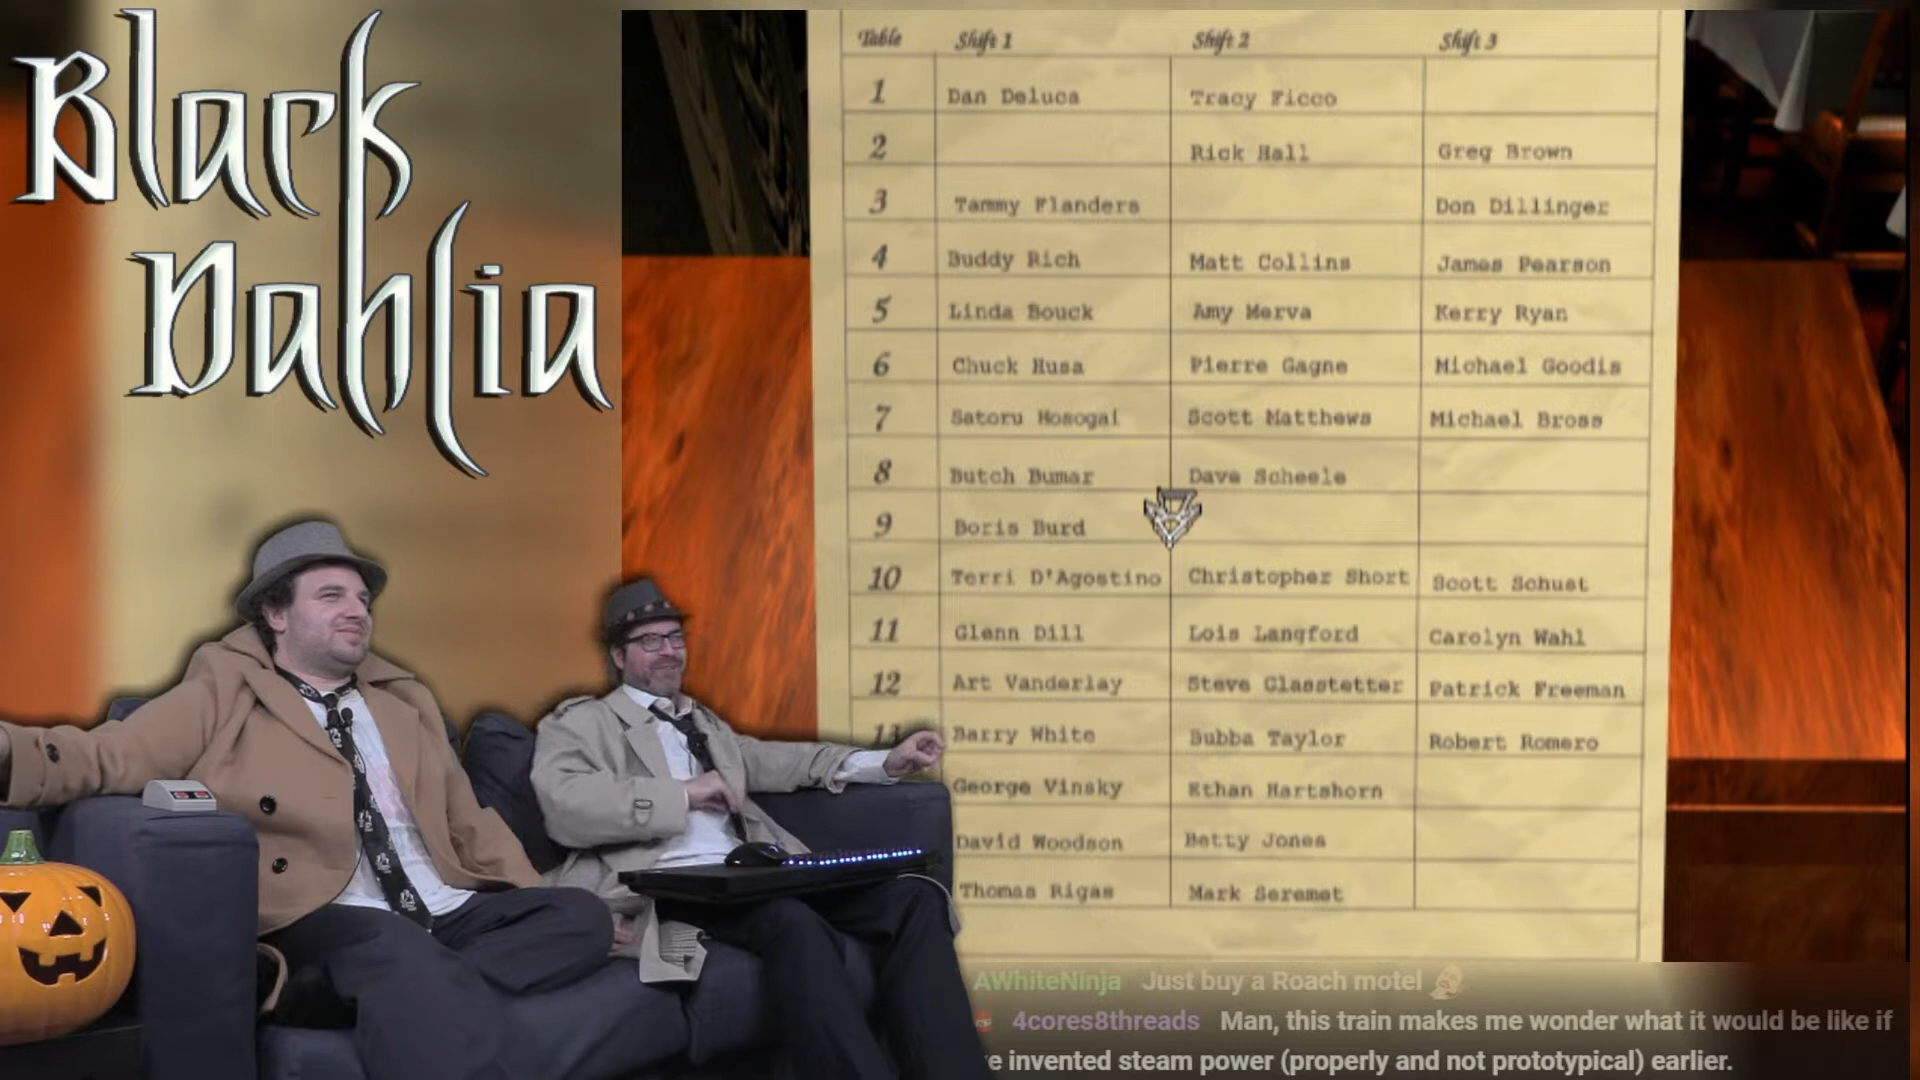 Black
Dahlia
Table Shift 1 Shift 2 Shift 3
1 Dan Deluca Tracy Ficco
2 Rick Hall Greg Brown
3 Tammy Flanders Don Dillinger
4 Buddy Rich Matt Collins James Pearson
5 Linda Bouck Amy Merva Kerry Ryan
6 Chuck Husa Pierre Gagne Michael Goodis
7 Satoru Hosogai Scott Matthews Michael Bross
8 Butch Bumar Dave Scheele
9 Boris Burd
10 Terri D'Agostino Christopher Short Scott Schust
11 Glenn Dill Lois Langford Carolyn Wahl
12 Art Vanderlay Steve Glasstetter Patrick Freeman
13 Barry White Bubba Taylor Robert Romero
George Vinsky Ethan Hartshorn
David Woodson Betty Jones
Thomas Rigas Mark Seremet
AWhiteNinja Just buy a Roach motel
4cores8threads Man, this train makes me wonder what it would be like if
invented steam power (properly and not prototypical) earlier.